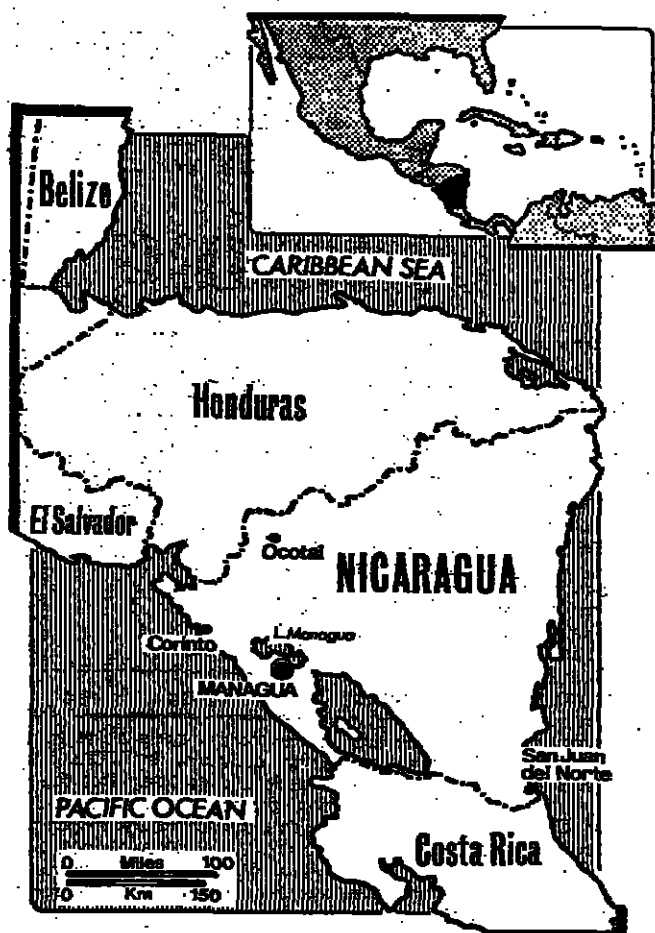 Belize
CARIBBEAN SEA
Honduras
El Salvador
Ocotal
NICARAGUA
Corinto
L. Managua
MANAGUA
San Juan
del Norte
PACIFIC OCEAN
Costa Rica
0 Miles 100
0 Km 150